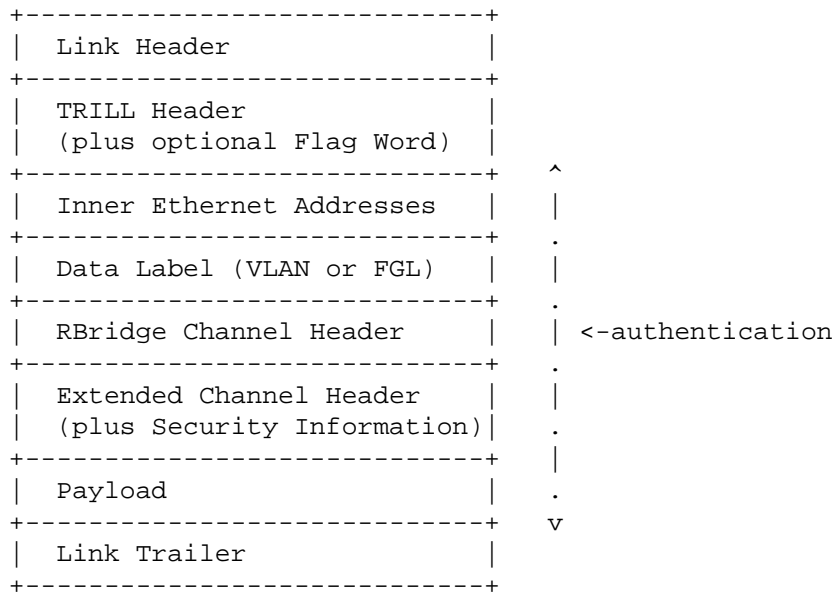 +-----------------------------+
|  Link Header                |
+-----------------------------+
|  TRILL Header               |
|  (plus optional Flag Word)  |
+-----------------------------+   ^
|  Inner Ethernet Addresses   |   |
+-----------------------------+   .
|  Data Label (VLAN or FGL)   |   |
+-----------------------------+   .
|  RBridge Channel Header     |   | <-authentication
+-----------------------------+   .
|  Extended Channel Header    |   |
|  (plus Security Information)|   .
+-----------------------------+   |
|  Payload                    |   .
+-----------------------------+   v
|  Link Trailer               |
+-----------------------------+